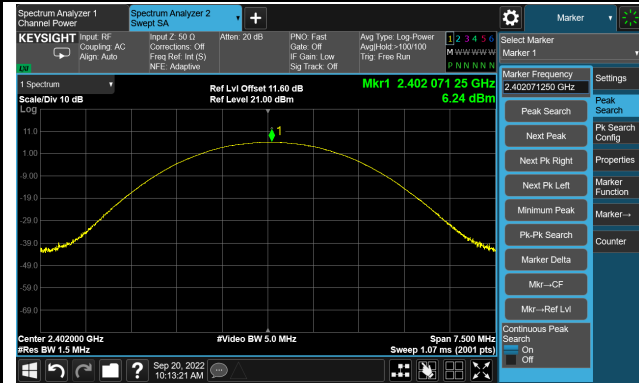 Spectrum Analyzer 1
Channel Power
Spectrum Analyzer 2
Swept SA
Marker
KEYSIGHT
Input: RF
Coupling: AC
Align: Auto
Input Z: 50 Ω
Corrections: Off
Freq Ref: Int (S)
NFE: Adaptive
Atten: 20 dB
PNO: Fast
Gate: Off
IF Gain: Low
Sig Track: Off
Avg Type: Log-Power
Avg|Hold:>100/100
Trig: Free Run
1 2 3 4 5 6
M W W W W W
P N N N N N
Select Marker
Marker 1
1 Spectrum
Scale/Div 10 dB
Log
Ref Lvl Offset 11.60 dB
Ref Level 21.00 dBm
Mkr1 2.402 071 25 GHz
6.24 dBm
11.0
1.00
-9.00
-19.0
-29.0
-39.0
-49.0
-59.0
-69.0
1
Center 2.402000 GHz
#Res BW 1.5 MHz
#Video BW 5.0 MHz
Span 7.500 MHz
Sweep 1.07 ms (2001 pts)
Marker Frequency
2.402071250 GHz
Peak Search
Next Peak
Next Pk Right
Next Pk Left
Minimum Peak
Pk-Pk Search
Marker Delta
Mkr→CF
Mkr→Ref Lvl
Continuous Peak
Search
On
Off
Settings
Peak
Search
Pk Search
Config
Properties
Marker
Function
Marker→
Counter
Sep 20, 2022
10:13:21 AM